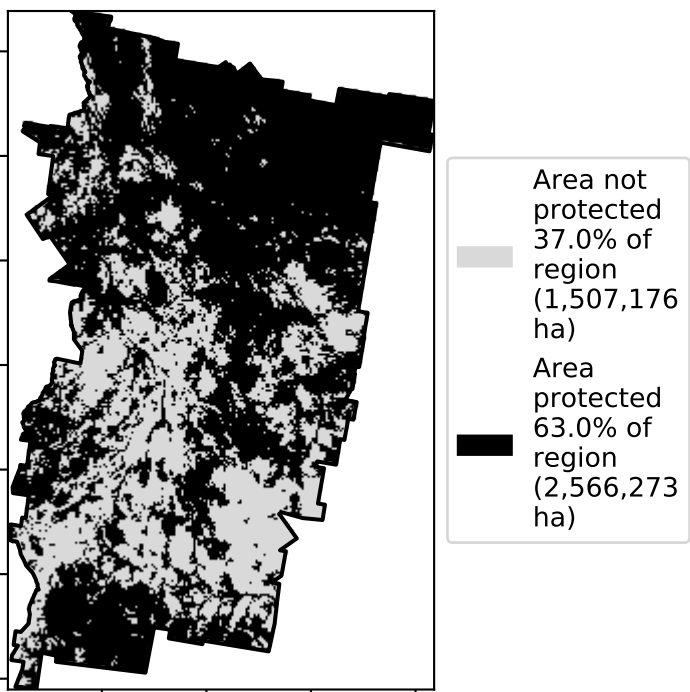 Area not
protected
37.0% of
region
(1,507,176
ha)
Area
protected
63.0% of
region
(2,566,273
ha)